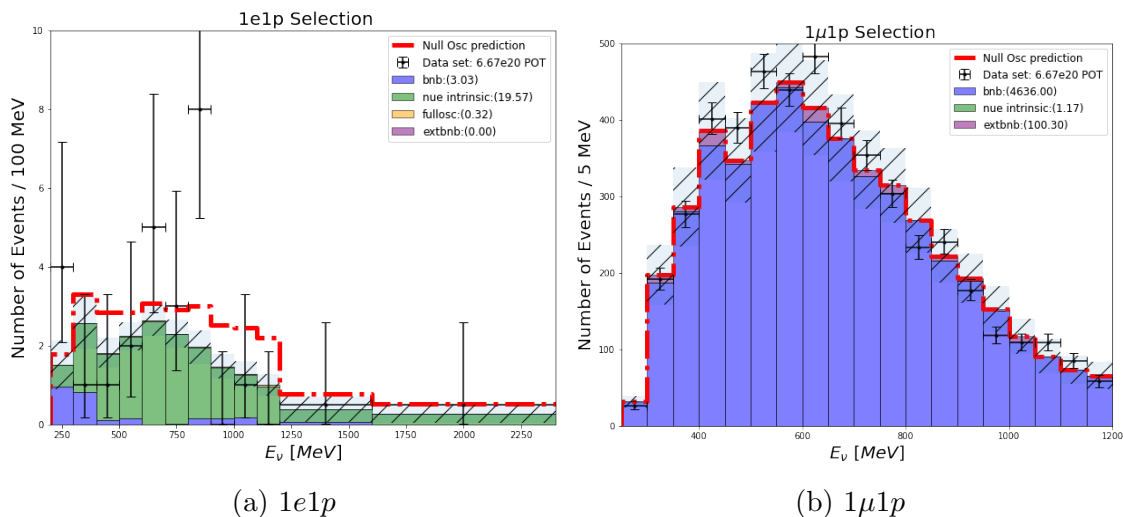 1e1p Selection
Number of Events / 100 MeV
10
8
6
4
2
0
Null Osc prediction
Data set: 6.67e20 POT
bnb:(3.03)
nue intrinsic:(19.57)
fullosc:(0.32)
extbnb:(0.00)
250 500 750 1000 1250 1500 1750 2000 2250
Eν [MeV]
(a) 1e1p
1μ1p Selection
Number of Events / 5 MeV
500
400
300
200
100
0
Null Osc prediction
Data set: 6.67e20 POT
bnb:(4636.00)
nue intrinsic:(1.17)
extbnb:(100.30)
400 600 800 1000 1200
Eν [MeV]
(b) 1μ1p